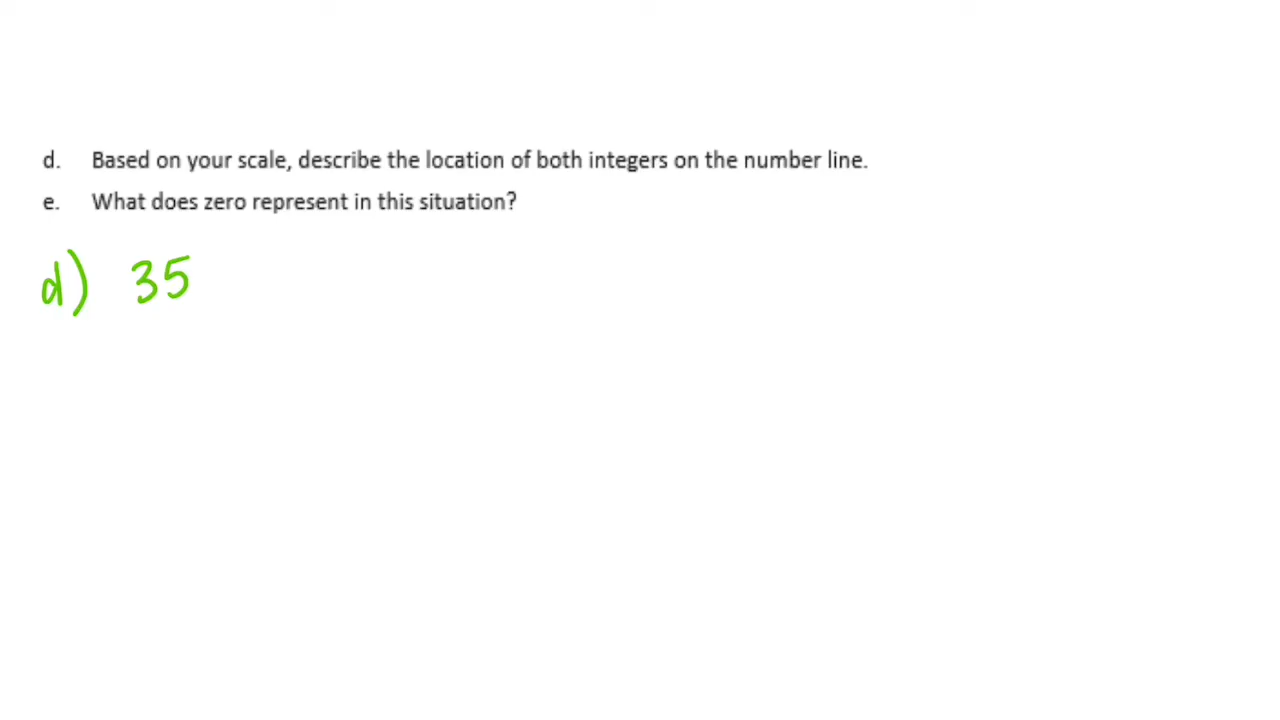 d. Based on your scale, describe the location of both integers on the number line.
e. What does zero represent in this situation?
d) 35